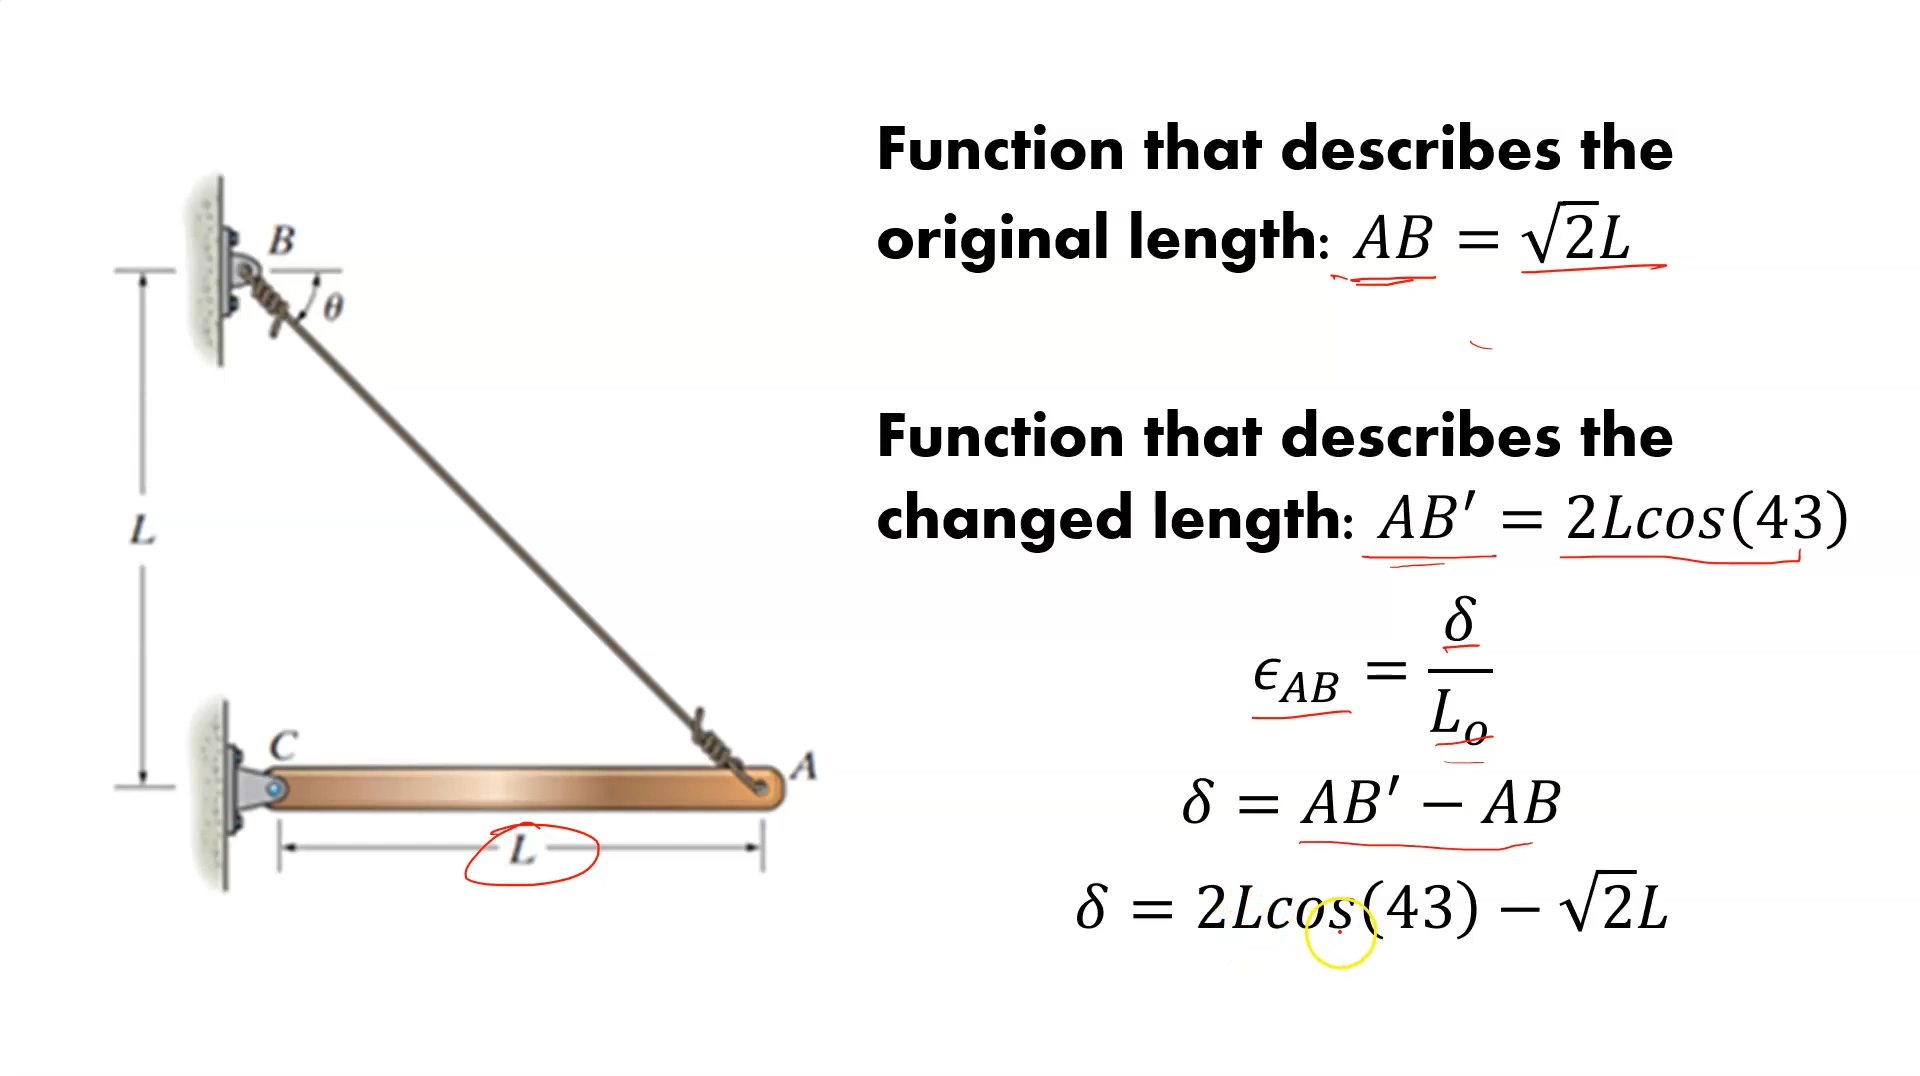 B
θ
L
C
A
L
Function that describes the
original length: AB = √2L
Function that describes the
changed length: AB′ = 2Lcos(43)
ϵ_AB = δ/L_o
δ = AB′ − AB
δ = 2Lcos(43) − √2L